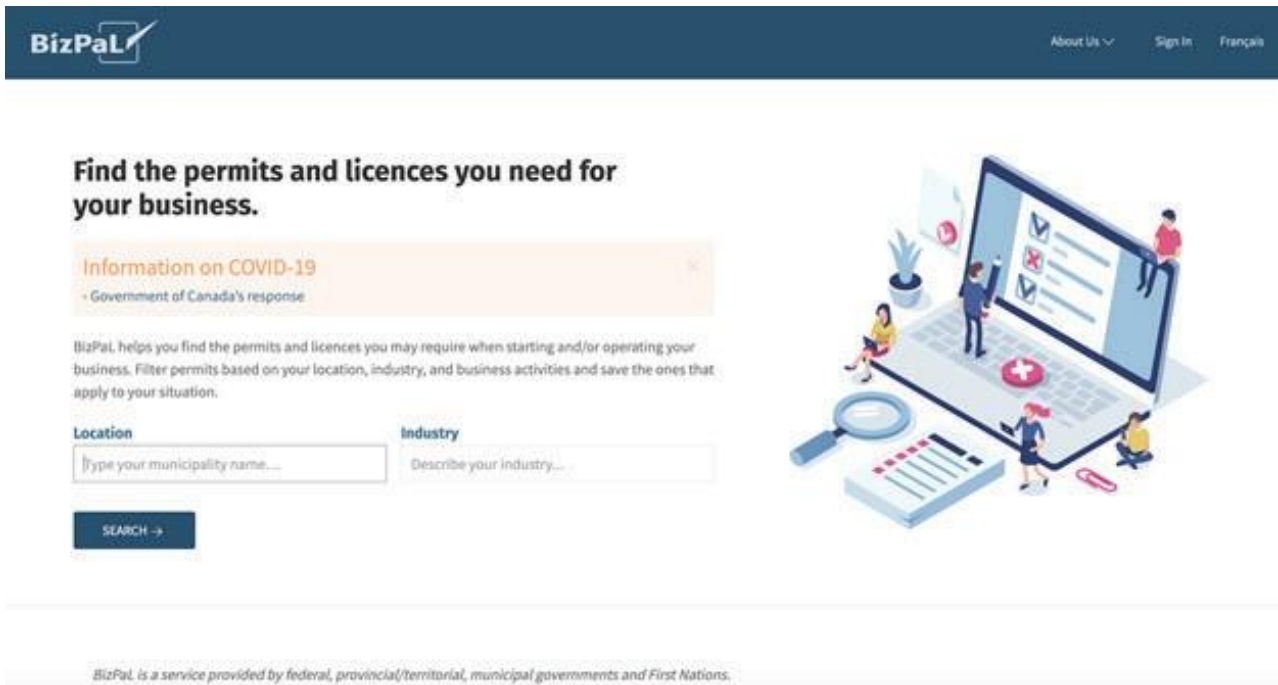 BizPaL
About Us
Sign In
Français
Find the permits and licences you need for
your business.
Information on COVID-19
- Government of Canada's response
BizPaL helps you find the permits and licences you may require when starting and/or operating your
business. Filter permits based on your location, industry, and business activities and save the ones that
apply to your situation.
Location
Industry
Type your municipality name....
Describe your industry...
SEARCH →
BizPaL is a service provided by federal, provincial/territorial, municipal governments and First Nations.